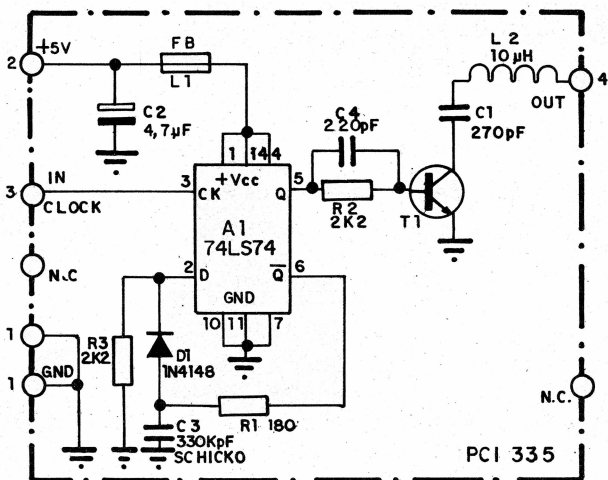 +5V
2
FB
L1
C2
4,7µF
L 2
10µH
4
OUT
C1
270pF
C4
220pF
1 14 4
+Vcc
3
IN
CLOCK
3
CK
5
Q
R2
2K2
T1
A1
74LS74
2
D
6
Q̅
GND
10 11 7
N.C
1
1
GND
R3
2K2
D1
1N4148
R1 180
C3
330KpF
SCHICKO
N.C.
PCI 335